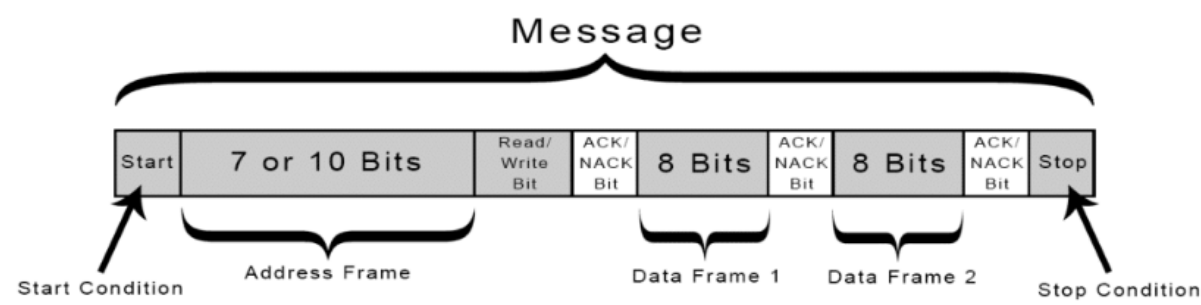 Message
Start
7 or 10 Bits
Read/
Write
Bit
ACK/
NACK
Bit
8 Bits
ACK/
NACK
Bit
8 Bits
ACK/
NACK
Bit
Stop
Start Condition
Address Frame
Data Frame 1
Data Frame 2
Stop Condition